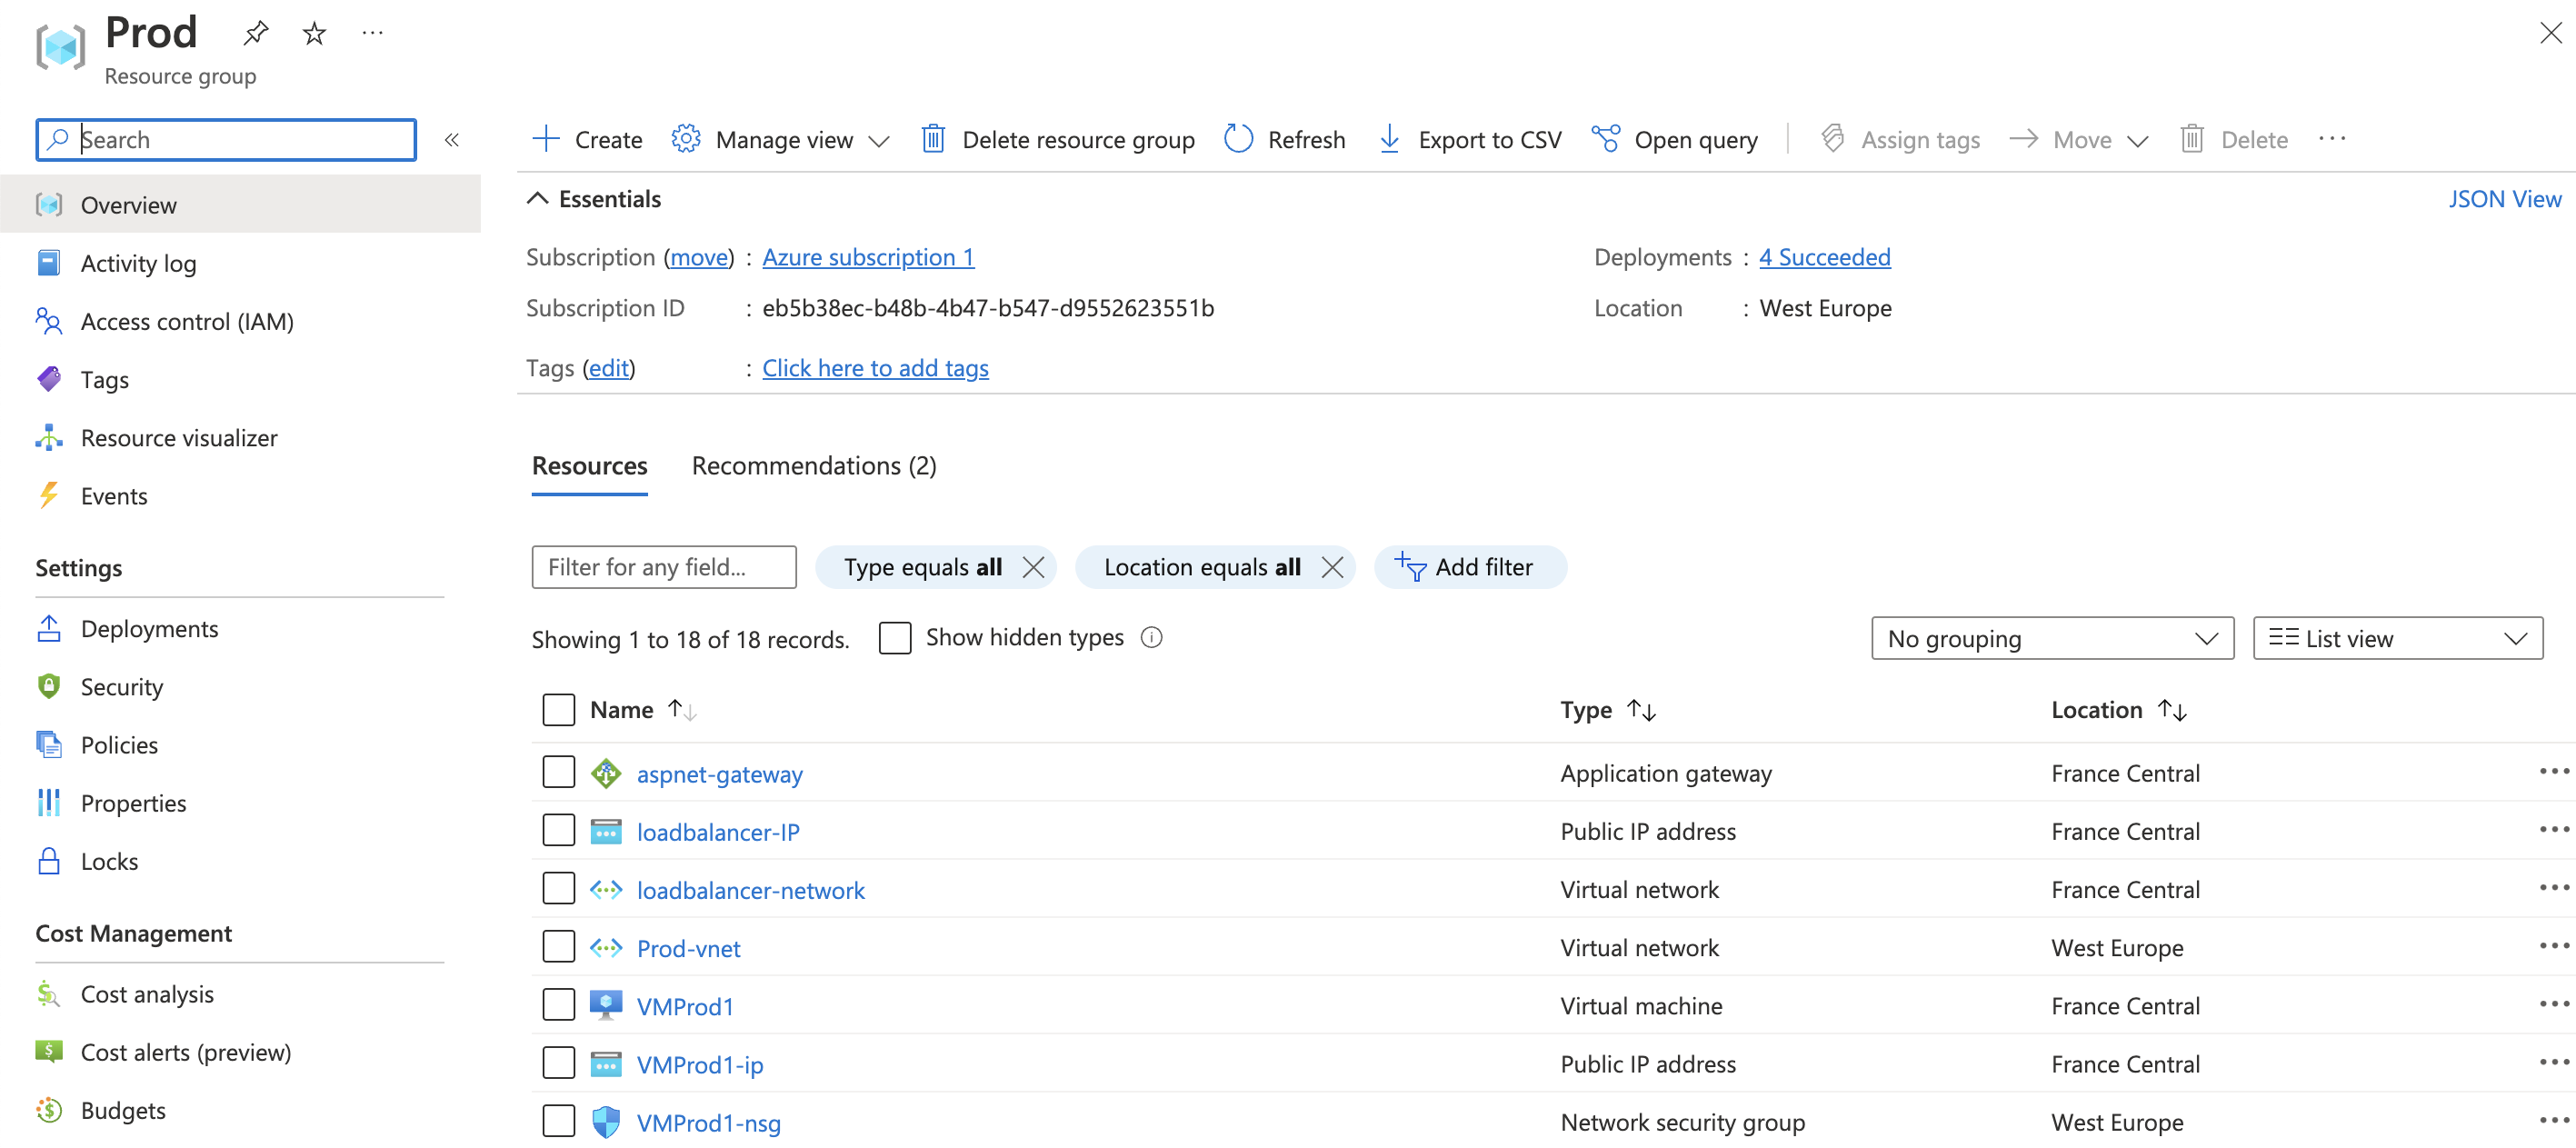 Prod
Resource group
Search
Overview
Activity log
Access control (IAM)
Tags
Resource visualizer
Events
Settings
Deployments
Security
Policies
Properties
Locks
Cost Management
Cost analysis
Cost alerts (preview)
Budgets
Create Manage view Delete resource group Refresh Export to CSV Open query Assign tags Move Delete
Essentials JSON View
Subscription (move) : Azure subscription 1 Deployments : 4 Succeeded
Subscription ID : eb5b38ec-b48b-4b47-b547-d9552623551b Location : West Europe
Tags (edit) : Click here to add tags
Resources Recommendations (2)
Filter for any field... Type equals all Location equals all Add filter
Showing 1 to 18 of 18 records. Show hidden types No grouping List view
Name Type Location
aspnet-gateway Application gateway France Central
loadbalancer-IP Public IP address France Central
loadbalancer-network Virtual network France Central
Prod-vnet Virtual network West Europe
VMProd1 Virtual machine France Central
VMProd1-ip Public IP address France Central
VMProd1-nsg Network security group West Europe